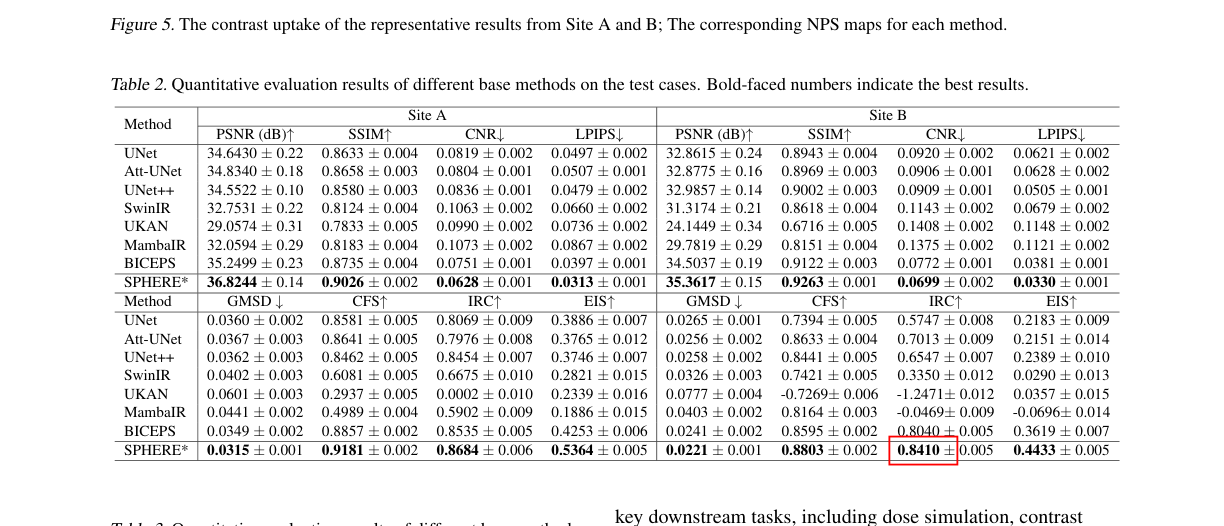 Figure 5. The contrast uptake of the representative results from Site A and B; The corresponding NPS maps for each method.
Table 2. Quantitative evaluation results of different base methods on the test cases. Bold-faced numbers indicate the best results.
Method Site A Site B
PSNR (dB)↑ SSIM↑ CNR↓ LPIPS↓ PSNR (dB)↑ SSIM↑ CNR↓ LPIPS↓
UNet 34.6430 ± 0.22 0.8633 ± 0.004 0.0819 ± 0.002 0.0497 ± 0.002 32.8615 ± 0.24 0.8943 ± 0.004 0.0920 ± 0.002 0.0621 ± 0.002
Att-UNet 34.8340 ± 0.18 0.8658 ± 0.003 0.0804 ± 0.001 0.0507 ± 0.001 32.8775 ± 0.16 0.8969 ± 0.003 0.0906 ± 0.001 0.0628 ± 0.002
UNet++ 34.5522 ± 0.10 0.8580 ± 0.003 0.0836 ± 0.001 0.0479 ± 0.002 32.9857 ± 0.14 0.9002 ± 0.003 0.0909 ± 0.001 0.0505 ± 0.001
SwinIR 32.7531 ± 0.22 0.8124 ± 0.004 0.1063 ± 0.002 0.0660 ± 0.002 31.3174 ± 0.21 0.8618 ± 0.004 0.1143 ± 0.002 0.0679 ± 0.002
UKAN 29.0574 ± 0.31 0.7833 ± 0.005 0.0990 ± 0.002 0.0736 ± 0.002 24.1449 ± 0.34 0.6716 ± 0.005 0.1408 ± 0.002 0.1148 ± 0.002
MambaIR 32.0594 ± 0.29 0.8183 ± 0.004 0.1073 ± 0.002 0.0867 ± 0.002 29.7819 ± 0.29 0.8151 ± 0.004 0.1375 ± 0.002 0.1121 ± 0.002
BICEPS 35.2499 ± 0.23 0.8735 ± 0.004 0.0751 ± 0.001 0.0397 ± 0.001 34.5037 ± 0.19 0.9122 ± 0.003 0.0772 ± 0.001 0.0381 ± 0.001
SPHERE* 36.8244 ± 0.14 0.9026 ± 0.002 0.0628 ± 0.001 0.0313 ± 0.001 35.3617 ± 0.15 0.9263 ± 0.001 0.0699 ± 0.002 0.0330 ± 0.001
Method GMSD ↓ CFS↑ IRC↑ EIS↑ GMSD ↓ CFS↑ IRC↑ EIS↑
UNet 0.0360 ± 0.002 0.8581 ± 0.005 0.8069 ± 0.009 0.3886 ± 0.007 0.0265 ± 0.001 0.7394 ± 0.005 0.5747 ± 0.008 0.2183 ± 0.009
Att-UNet 0.0367 ± 0.003 0.8641 ± 0.005 0.7976 ± 0.008 0.3765 ± 0.012 0.0256 ± 0.002 0.8633 ± 0.004 0.7013 ± 0.009 0.2151 ± 0.014
UNet++ 0.0362 ± 0.003 0.8462 ± 0.005 0.8454 ± 0.007 0.3746 ± 0.007 0.0258 ± 0.002 0.8441 ± 0.005 0.6547 ± 0.007 0.2389 ± 0.010
SwinIR 0.0402 ± 0.003 0.6081 ± 0.005 0.6675 ± 0.010 0.2821 ± 0.015 0.0326 ± 0.003 0.7421 ± 0.005 0.3350 ± 0.012 0.0290 ± 0.013
UKAN 0.0601 ± 0.003 0.2937 ± 0.005 0.0002 ± 0.010 0.2339 ± 0.016 0.0777 ± 0.004 -0.7269± 0.006 -1.2471± 0.012 0.0357 ± 0.015
MambaIR 0.0441 ± 0.002 0.4989 ± 0.004 0.5902 ± 0.009 0.1886 ± 0.015 0.0403 ± 0.002 0.8164 ± 0.003 -0.0469± 0.009 -0.0696± 0.014
BICEPS 0.0349 ± 0.002 0.8857 ± 0.002 0.8535 ± 0.005 0.4253 ± 0.006 0.0241 ± 0.002 0.8595 ± 0.002 0.8040 ± 0.005 0.3619 ± 0.007
SPHERE* 0.0315 ± 0.001 0.9181 ± 0.002 0.8684 ± 0.006 0.5364 ± 0.005 0.0221 ± 0.001 0.8803 ± 0.002 0.8410 ± 0.005 0.4433 ± 0.005
key downstream tasks, including dose simulation, contrast